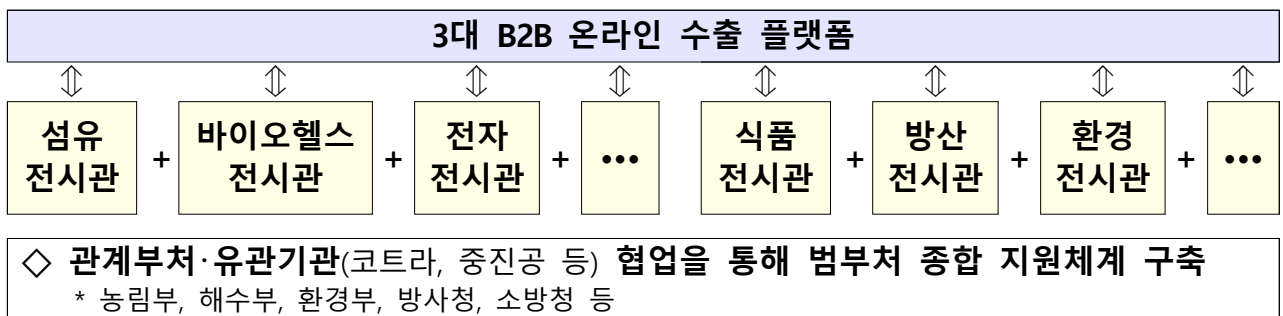 3대 B2B 온라인 수출 플랫폼
⇕ ⇕ ⇕ ⇕ ⇕ ⇕ ⇕ ⇕
섬유 전시관 + 바이오헬스 전시관 + 전자 전시관 + ••• 식품 전시관 + 방산 전시관 + 환경 전시관 + •••
◇ 관계부처·유관기관(코트라, 중진공 등) 협업을 통해 범부처 종합 지원체계 구축
* 농림부, 해수부, 환경부, 방사청, 소방청 등